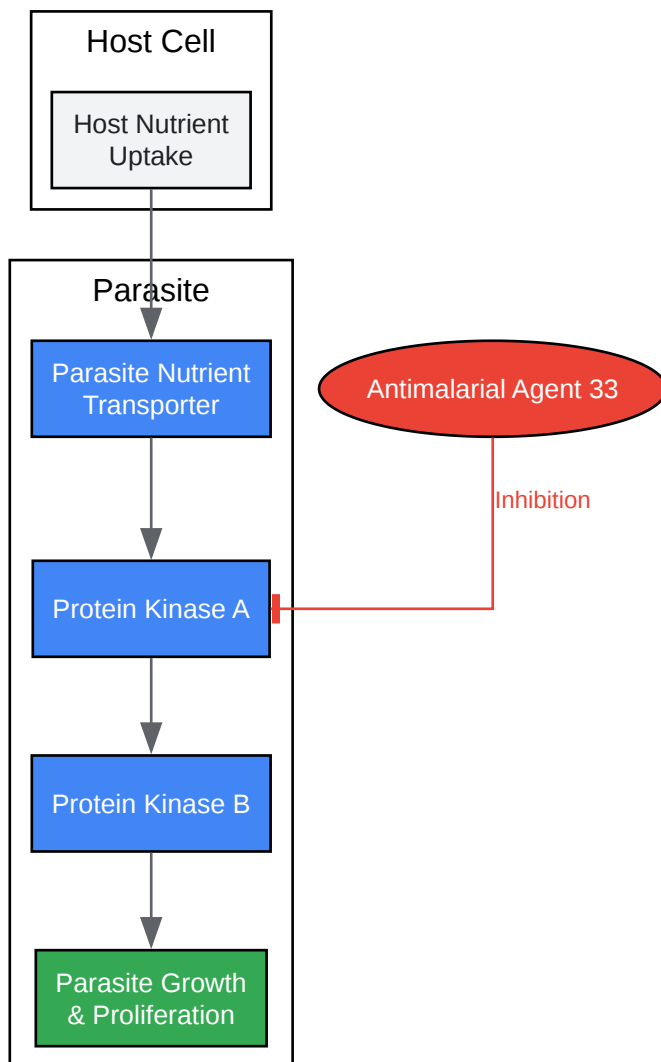 Host Cell
Host Nutrient
Uptake
Parasite
Parasite Nutrient
Transporter
Antimalarial Agent 33
Inhibition
Protein Kinase A
Protein Kinase B
Parasite Growth
& Proliferation